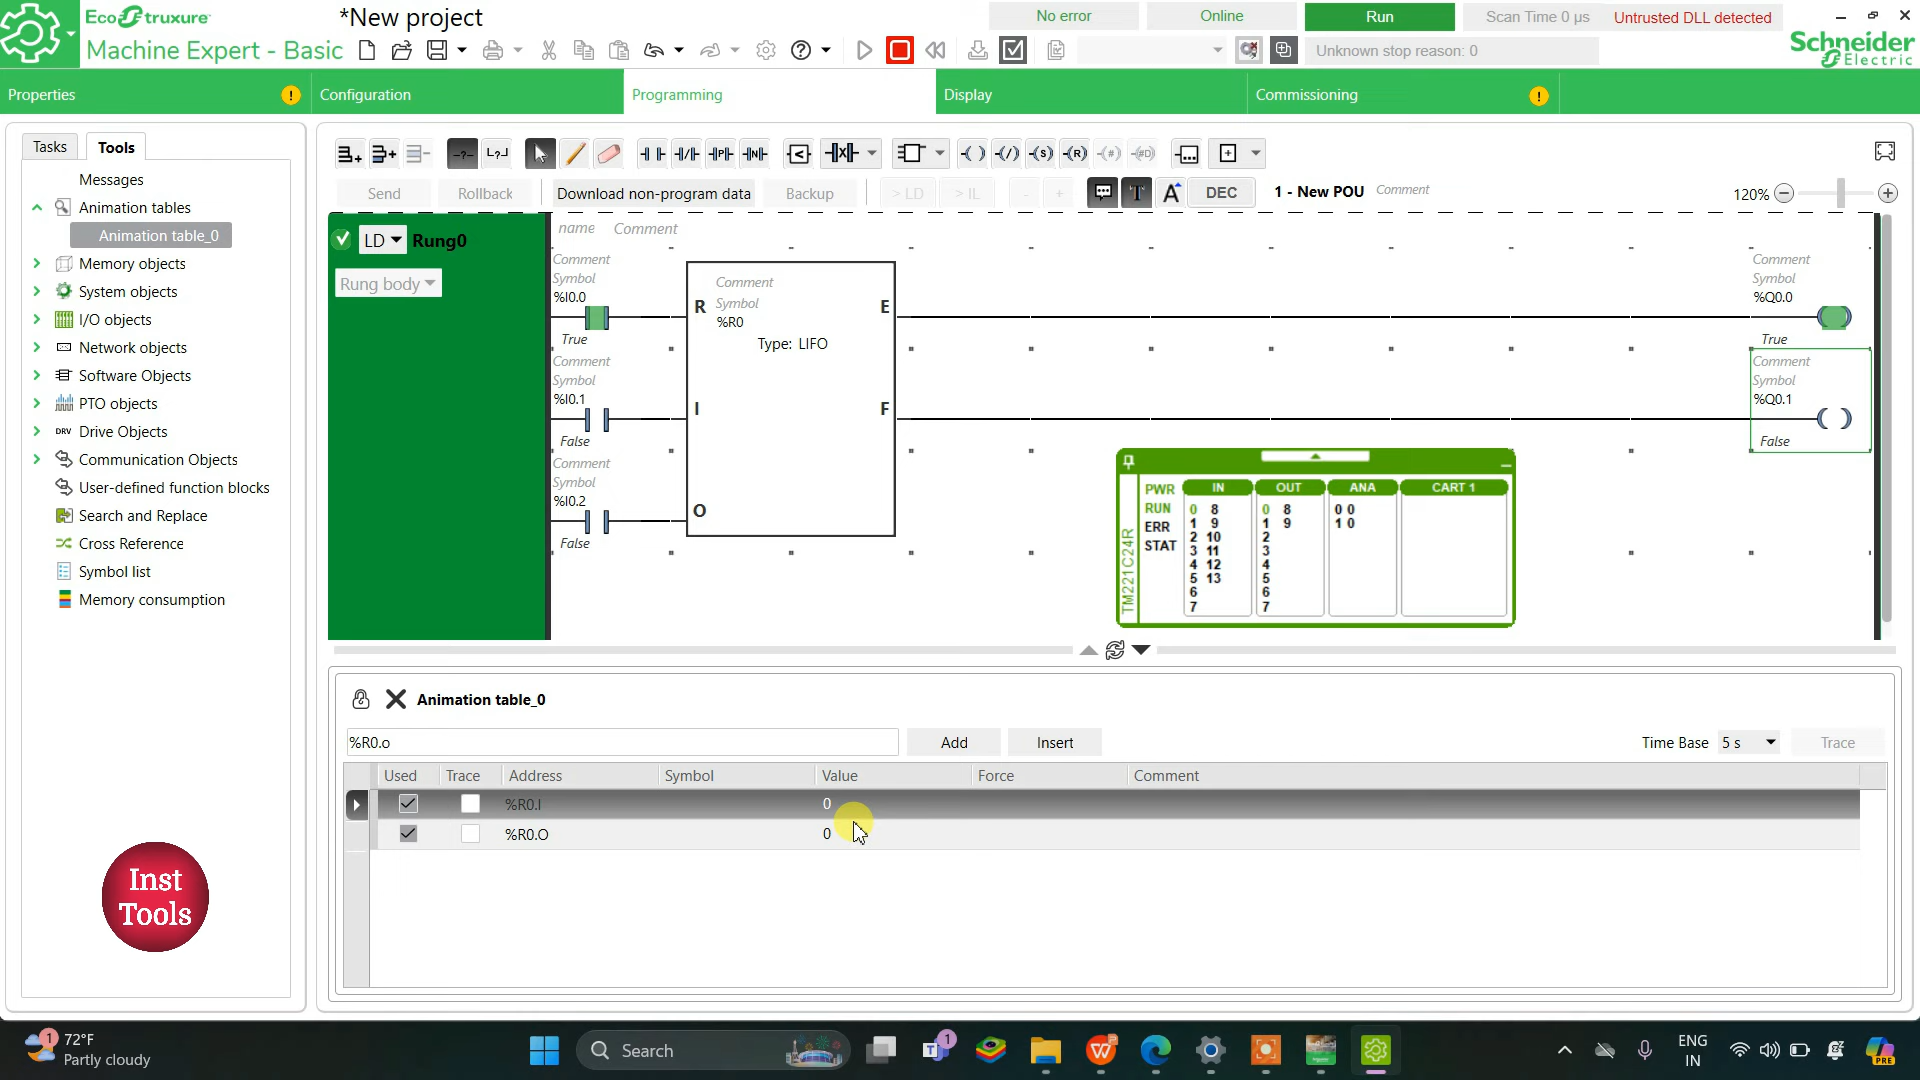 EcoStruxure
Machine Expert - Basic
*New project
No error
Online
Run
Scan Time 0 µs
Untrusted DLL detected
Unknown stop reason: 0
Schneider
Electric
Properties
Configuration
Programming
Display
Commissioning
Tasks
Tools
Messages
Animation tables
Animation table_0
Memory objects
System objects
I/O objects
Network objects
Software Objects
PTO objects
DRV Drive Objects
Communication Objects
User-defined function blocks
Search and Replace
Cross Reference
Symbol list
Memory consumption
Inst
Tools
Send
Rollback
Download non-program data
Backup
> LD
> IL
-
+
DEC
1 - New POU
Comment
120%
LD
Rung0
Rung body
name
Comment
Comment
Symbol
%I0.0
True
Comment
Symbol
%I0.1
False
Comment
Symbol
%I0.2
False
R
Comment
Symbol
%R0
Type: LIFO
E
I
F
O
Comment
Symbol
%Q0.0
True
Comment
Symbol
%Q0.1
False
TM221C24R
PWR
RUN
ERR
STAT
IN
0 8
1 9
2 10
3 11
4 12
5 13
6
7
OUT
0 8
1 9
2
3
4
5
6
7
ANA
0 0
1 0
CART 1
Animation table_0
%R0.o
Add
Insert
Time Base
5 s
Trace
Used
Trace
Address
Symbol
Value
Force
Comment
%R0.I
0
%R0.O
0
1
72°F
Partly cloudy
Search
1
ENG
IN
PRE